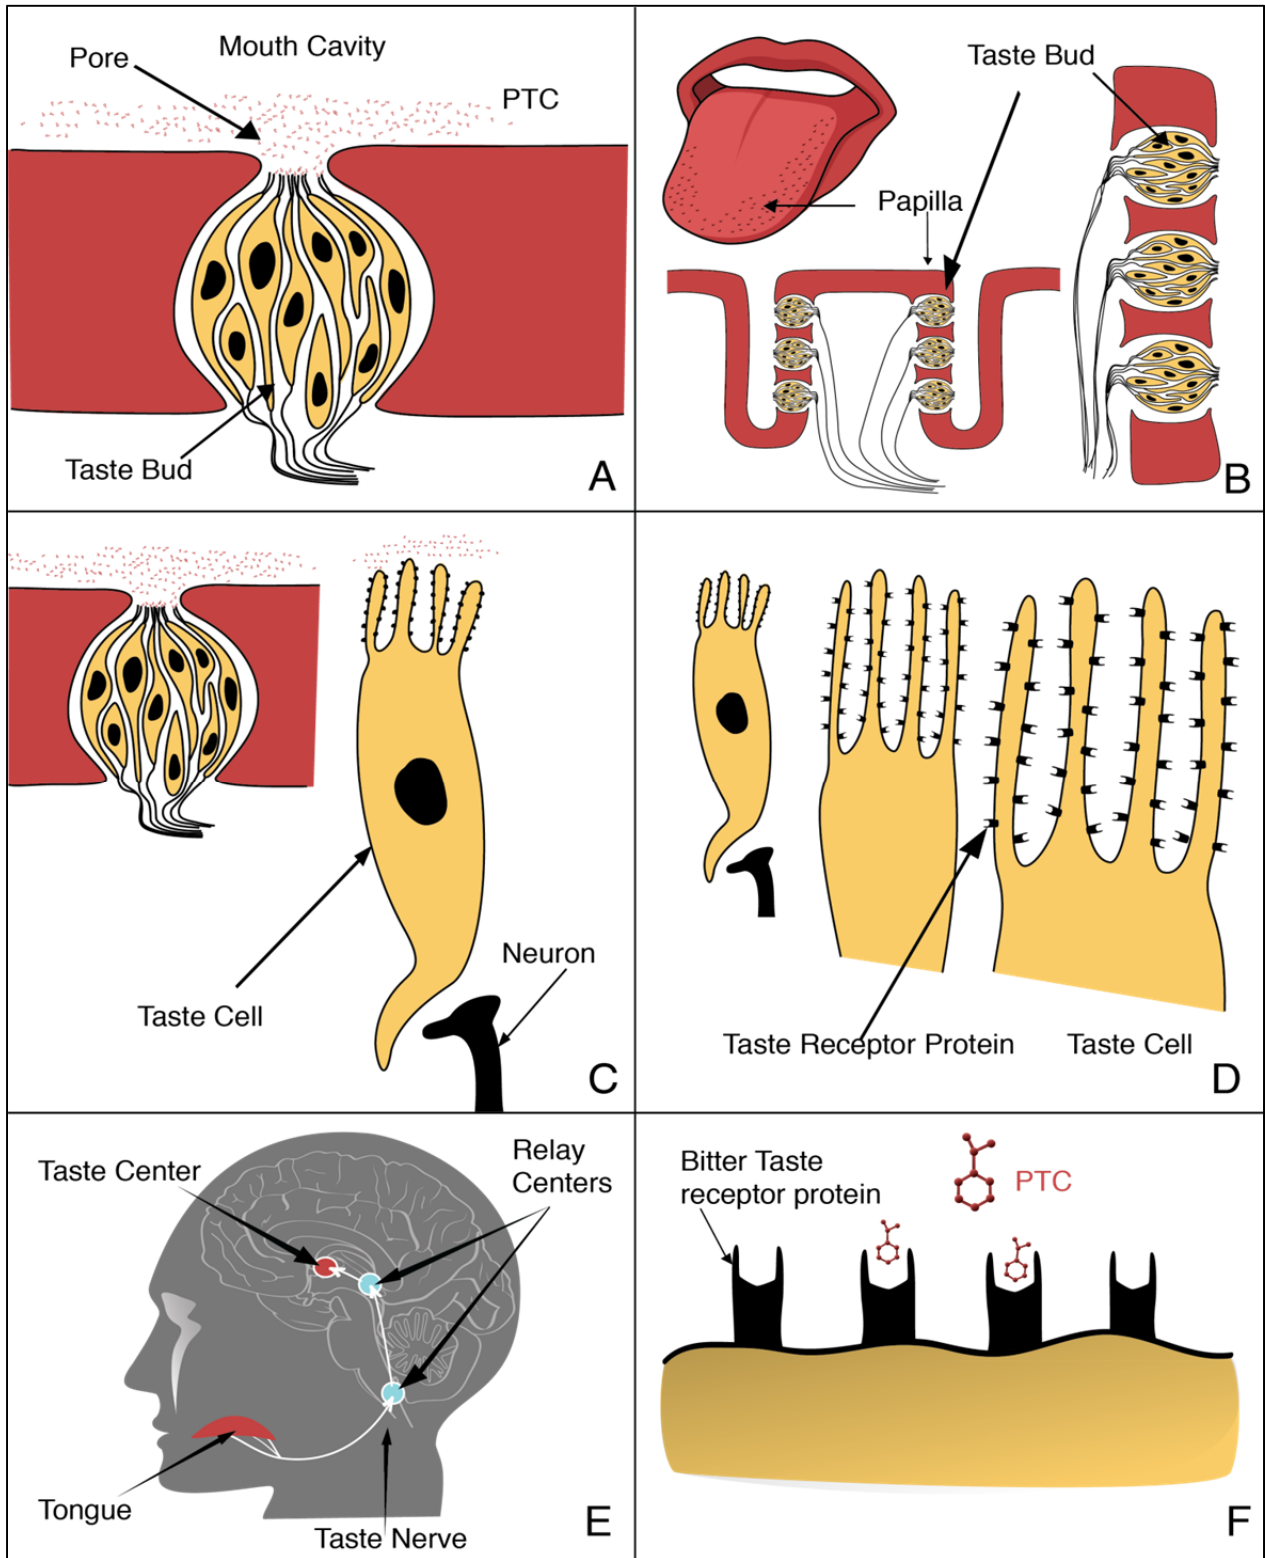 Mouth Cavity
Pore
PTC
Taste Bud
A
Taste Bud
Papilla
B
Taste Cell
Neuron
C
Taste Receptor Protein
Taste Cell
D
Taste Center
Relay
Centers
Tongue
Taste Nerve
E
Bitter Taste
receptor protein
PTC
F